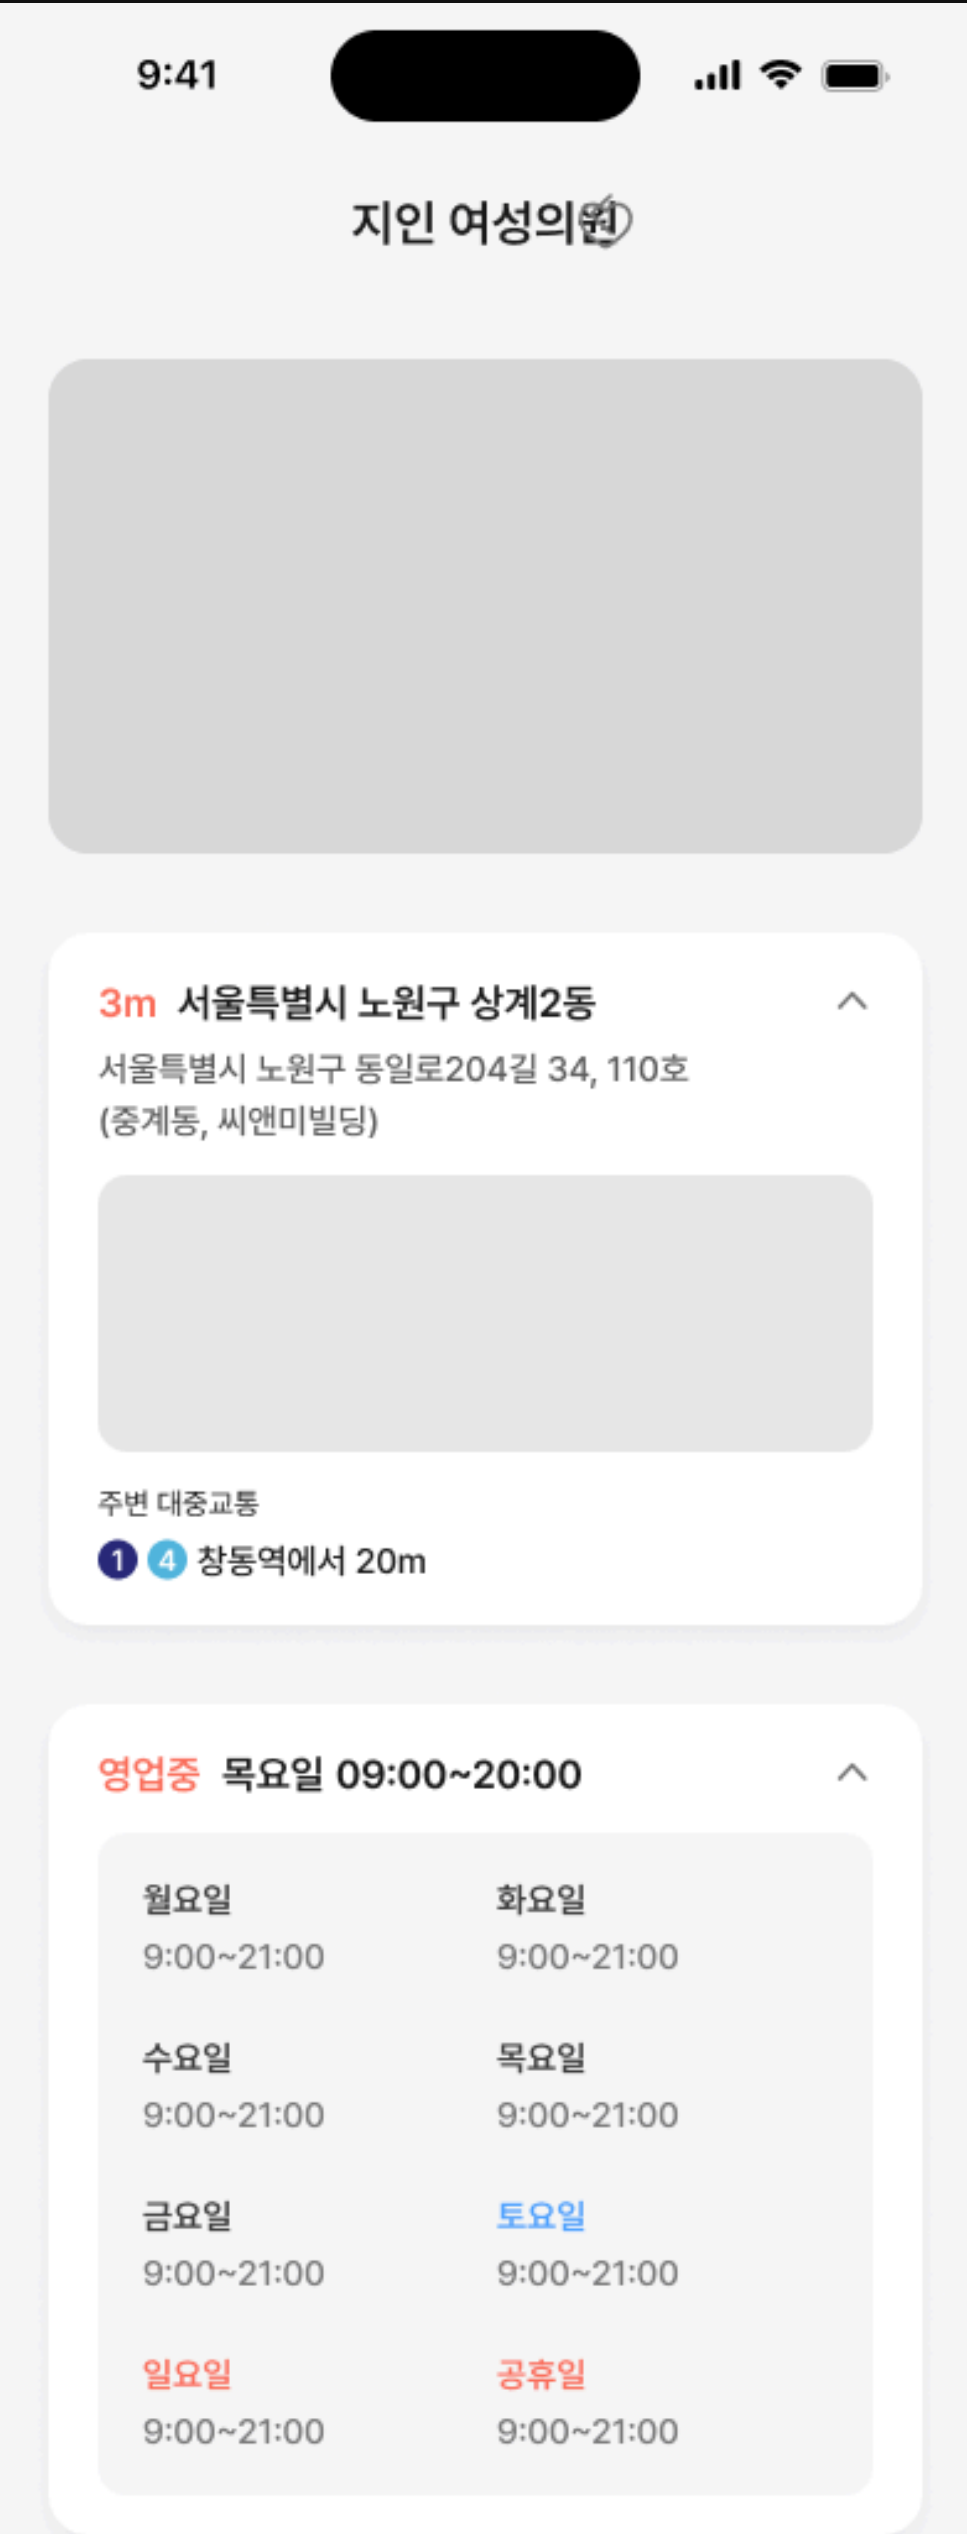 9:41
지인 여성의원
3m 서울특별시 노원구 상계2동
서울특별시 노원구 동일로204길 34, 110호
(중계동, 씨앤미빌딩)
주변 대중교통
1 4 창동역에서 20m
영업중 목요일 09:00~20:00
월요일 화요일
9:00~21:00 9:00~21:00
수요일 목요일
9:00~21:00 9:00~21:00
금요일 토요일
9:00~21:00 9:00~21:00
일요일 공휴일
9:00~21:00 9:00~21:00